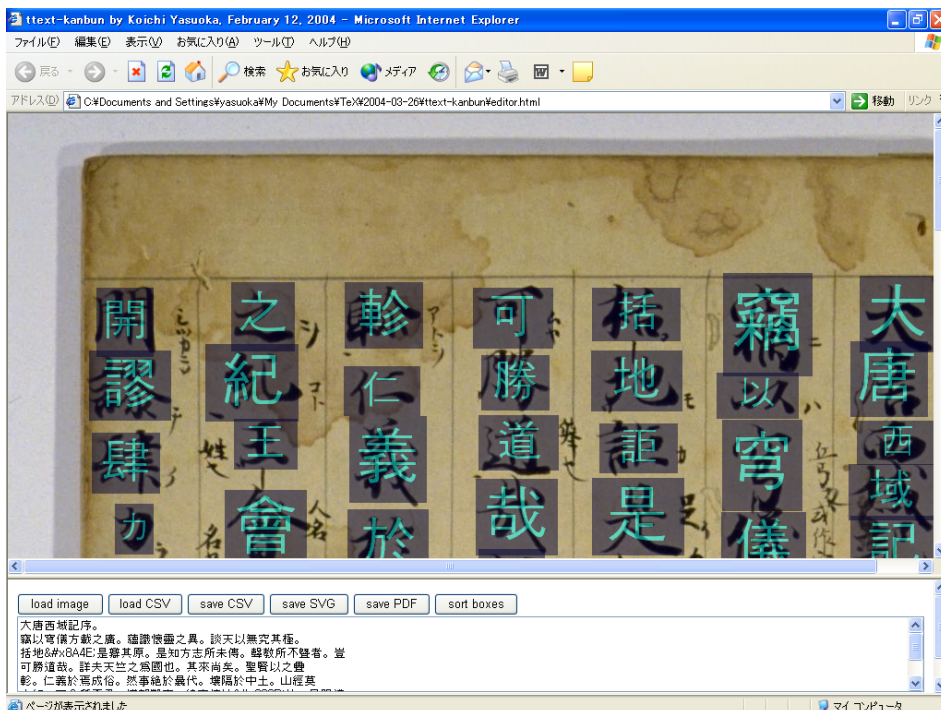 ttext-kanbun by Koichi Yasuoka, February 12, 2004 - Microsoft Internet Explorer
ファイル(F) 編集(E) 表示(V) お気に入り(A) ツール(T) ヘルプ(H)
戻る 検索 お気に入り メディア
アドレス(D) C:¥Documents and Settings¥yasuoka¥My Documents¥TeX¥2004-03-26¥ttext-kanbun¥editor.html 移動 リンク
大唐西域記
竊以穹儀
括地詎是
可勝道哉
軫仁義於
之紀王會
開謬肆力
load image load CSV save CSV save SVG save PDF sort boxes
大唐西域記序。
竊以穹儀方載之廣。蘊識懷靈之異。談天以無究其極。
括地&#x8A4E;是辯其原。是知方志所未傳。聲教所不曁者。豈
可勝道哉。詳夫天竺之爲國也。其來尚矣。聖賢以之疊
軫。仁義於焉成俗。然事絶於曩代。壤隔於中土。山經莫
ページが表示されました マイ コンピュータ